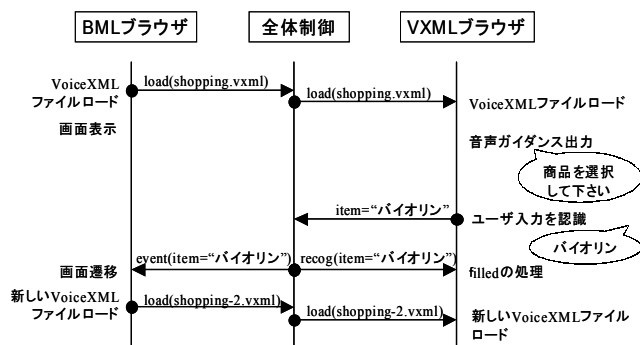 BMLブラウザ
全体制御
VXMLブラウザ
VoiceXML
ファイルロード
load(shopping.vxml)
load(shopping.vxml)
VoiceXMLファイルロード
画面表示
音声ガイダンス出力
商品を選択
して下さい
item=“バイオリン”
ユーザ入力を認識
バイオリン
画面遷移
event(item=“バイオリン”)
recog(item=“バイオリン”)
filledの処理
新しいVoiceXML
ファイルロード
load(shopping-2.vxml)
load(shopping-2.vxml)
新しいVoiceXMLファイル
ロード